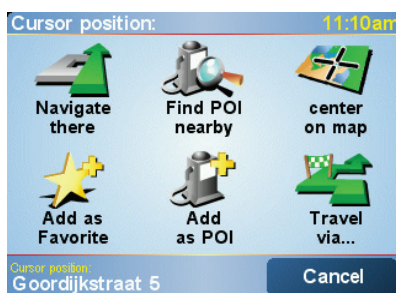 Cursor position: 11:10am
Navigate there
Find POI nearby
center on map
Add as Favorite
Add as POI
Travel via...
Cursor position:
Goordijkstraat 5
Cancel